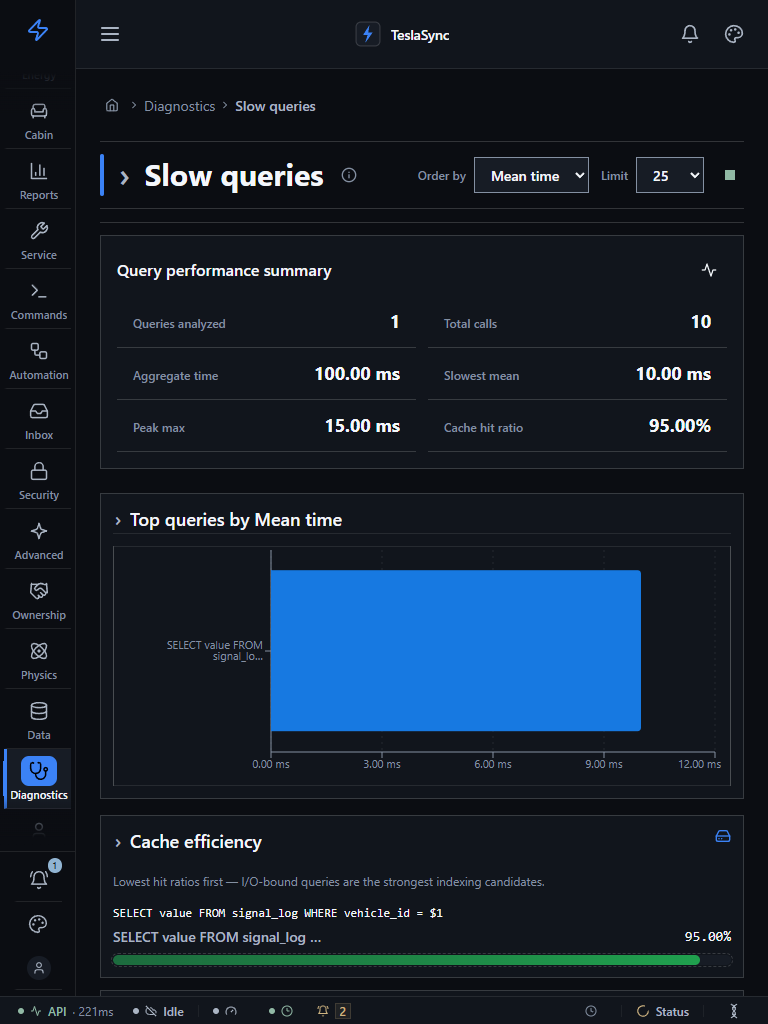 TeslaSync
Energy
Cabin
Reports
Service
Commands
Automation
Inbox
Security
Advanced
Ownership
Physics
Data
Diagnostics
1
Diagnostics
Slow queries
Slow queries
Order by
Mean time
Limit
25
Query performance summary
Queries analyzed
1
Total calls
10
Aggregate time
100.00 ms
Slowest mean
10.00 ms
Peak max
15.00 ms
Cache hit ratio
95.00%
Top queries by Mean time
SELECT value FROM
signal_lo...
0.00 ms
3.00 ms
6.00 ms
9.00 ms
12.00 ms
Cache efficiency
Lowest hit ratios first — I/O-bound queries are the strongest indexing candidates.
SELECT value FROM signal_log WHERE vehicle_id = $1
SELECT value FROM signal_log ...
95.00%
API · 221ms
Idle
2
Status